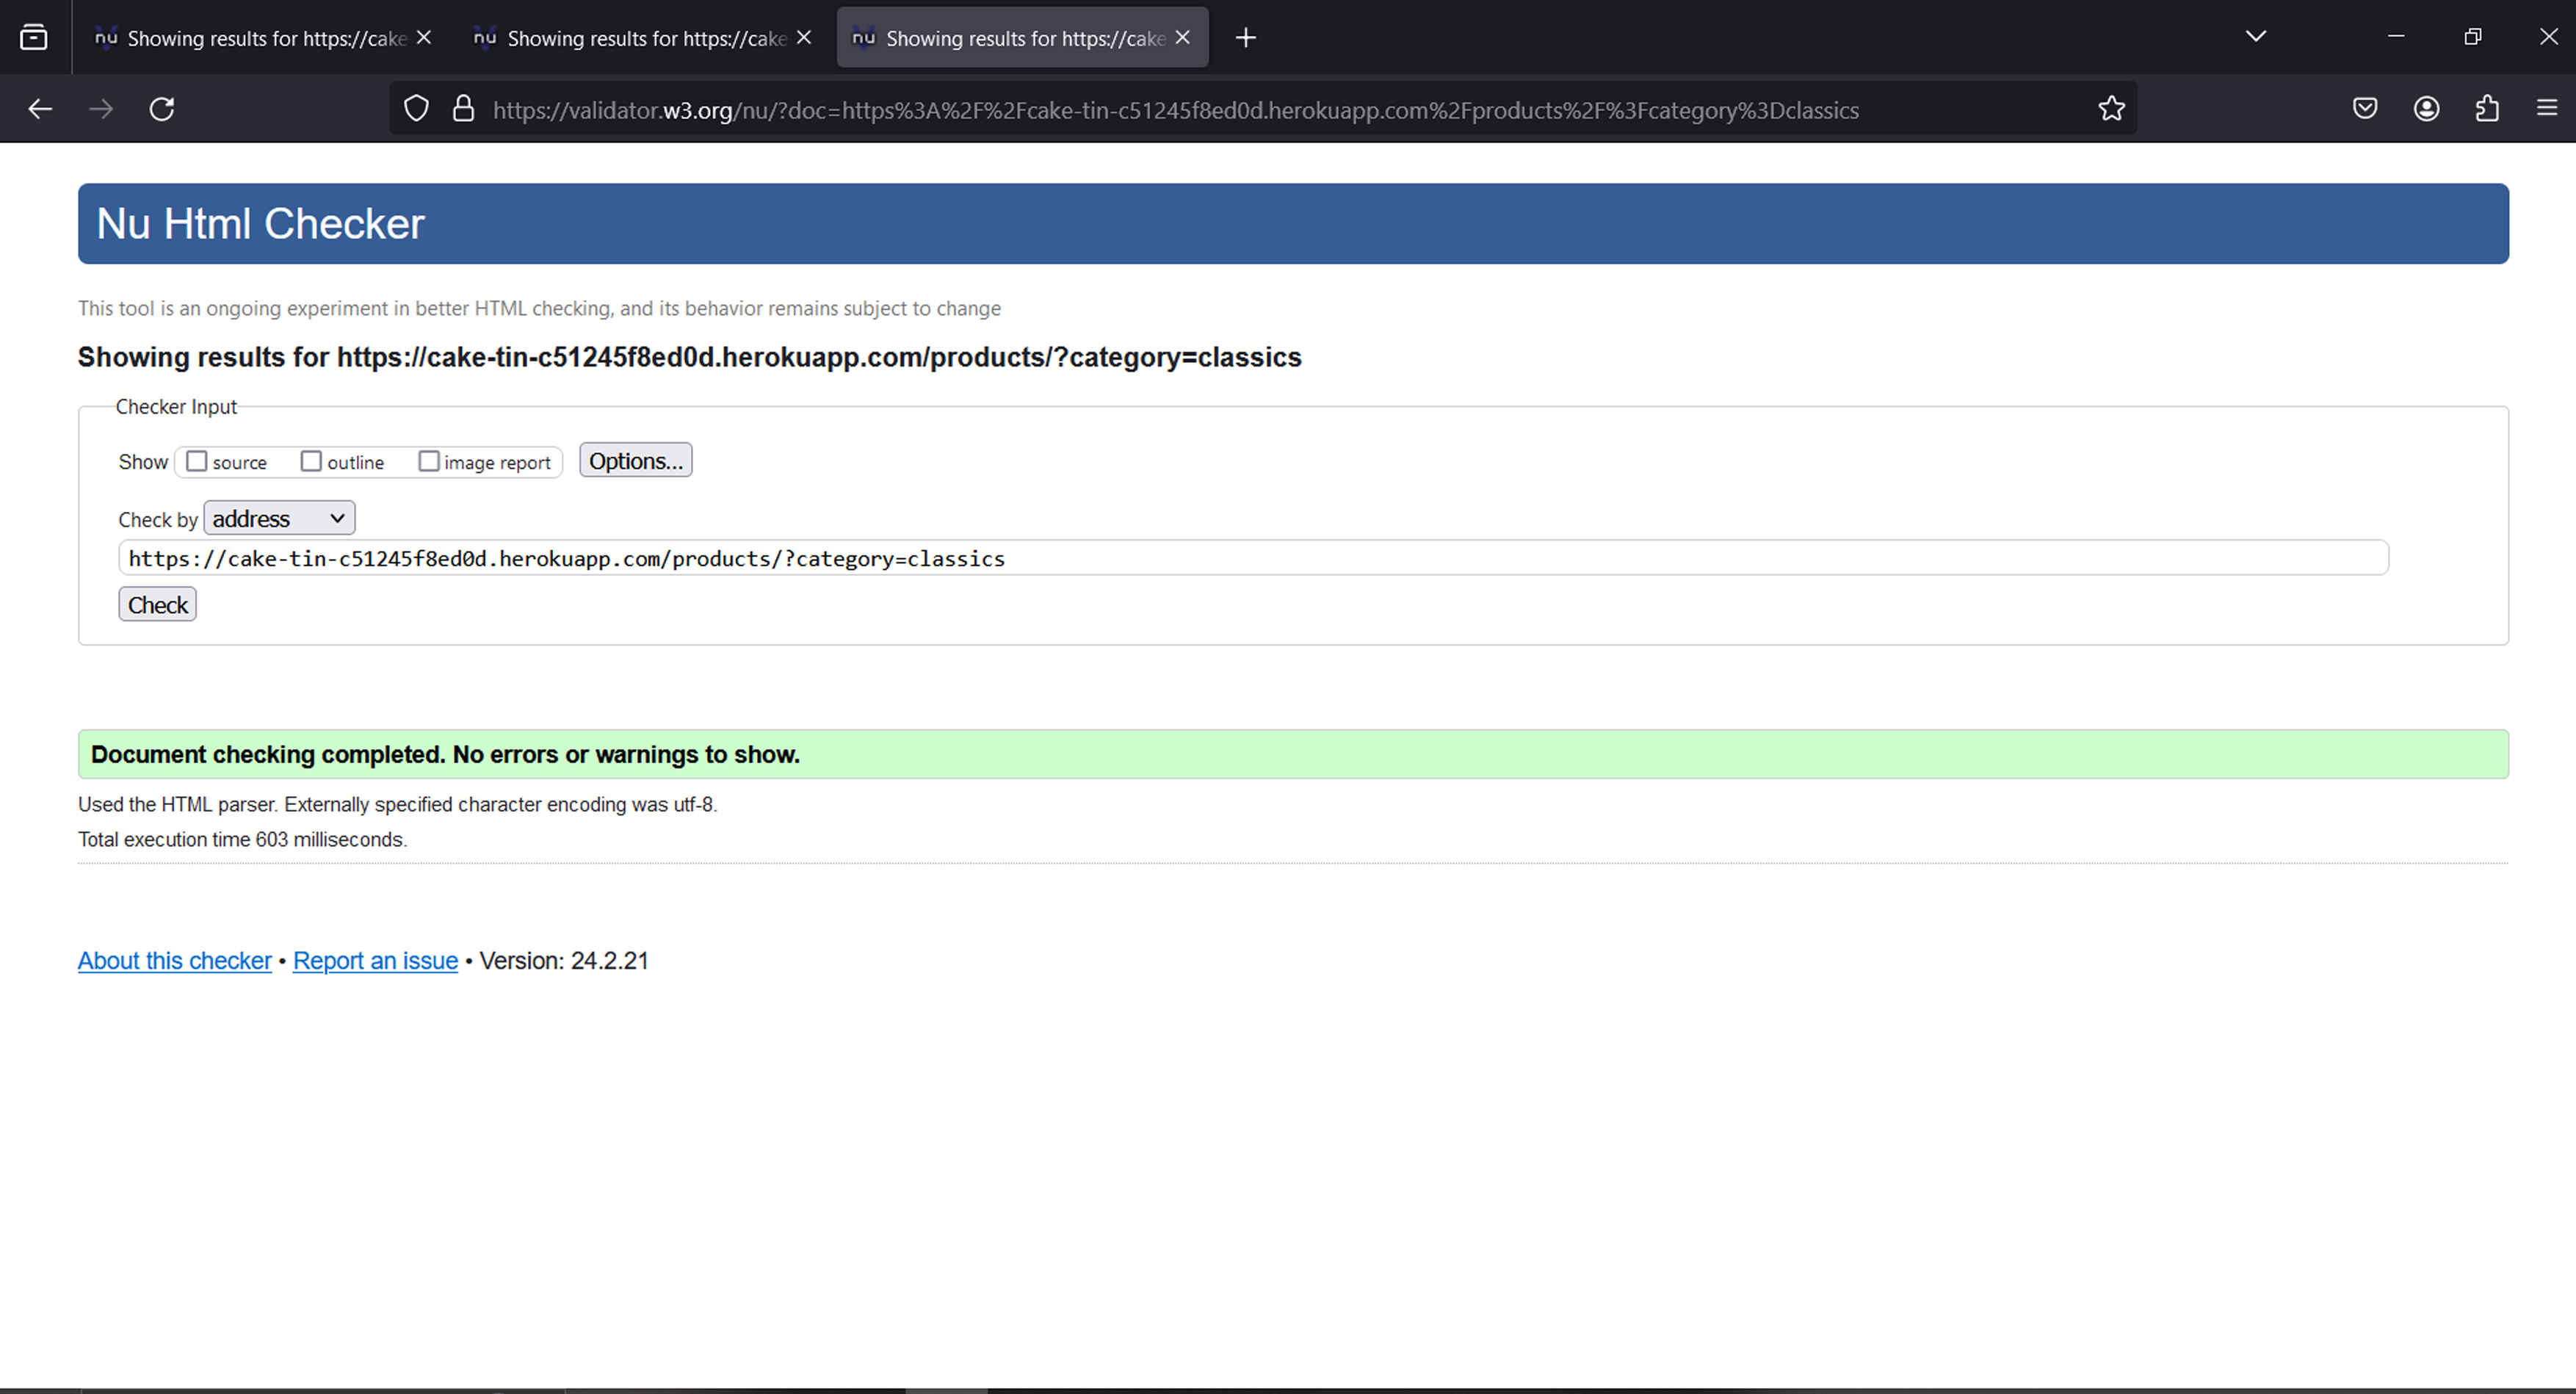 nu Showing results for https://cake
nu Showing results for https://cake
nu Showing results for https://cake
https://validator.w3.org/nu/?doc=https%3A%2F%2Fcake-tin-c51245f8ed0d.herokuapp.com%2Fproducts%2F%3Fcategory%3Dclassics
Nu Html Checker
This tool is an ongoing experiment in better HTML checking, and its behavior remains subject to change
Showing results for https://cake-tin-c51245f8ed0d.herokuapp.com/products/?category=classics
Checker Input
Show source outline image report Options...
Check by address
https://cake-tin-c51245f8ed0d.herokuapp.com/products/?category=classics
Check
Document checking completed. No errors or warnings to show.
Used the HTML parser. Externally specified character encoding was utf-8.
Total execution time 603 milliseconds.
About this checker • Report an issue • Version: 24.2.21